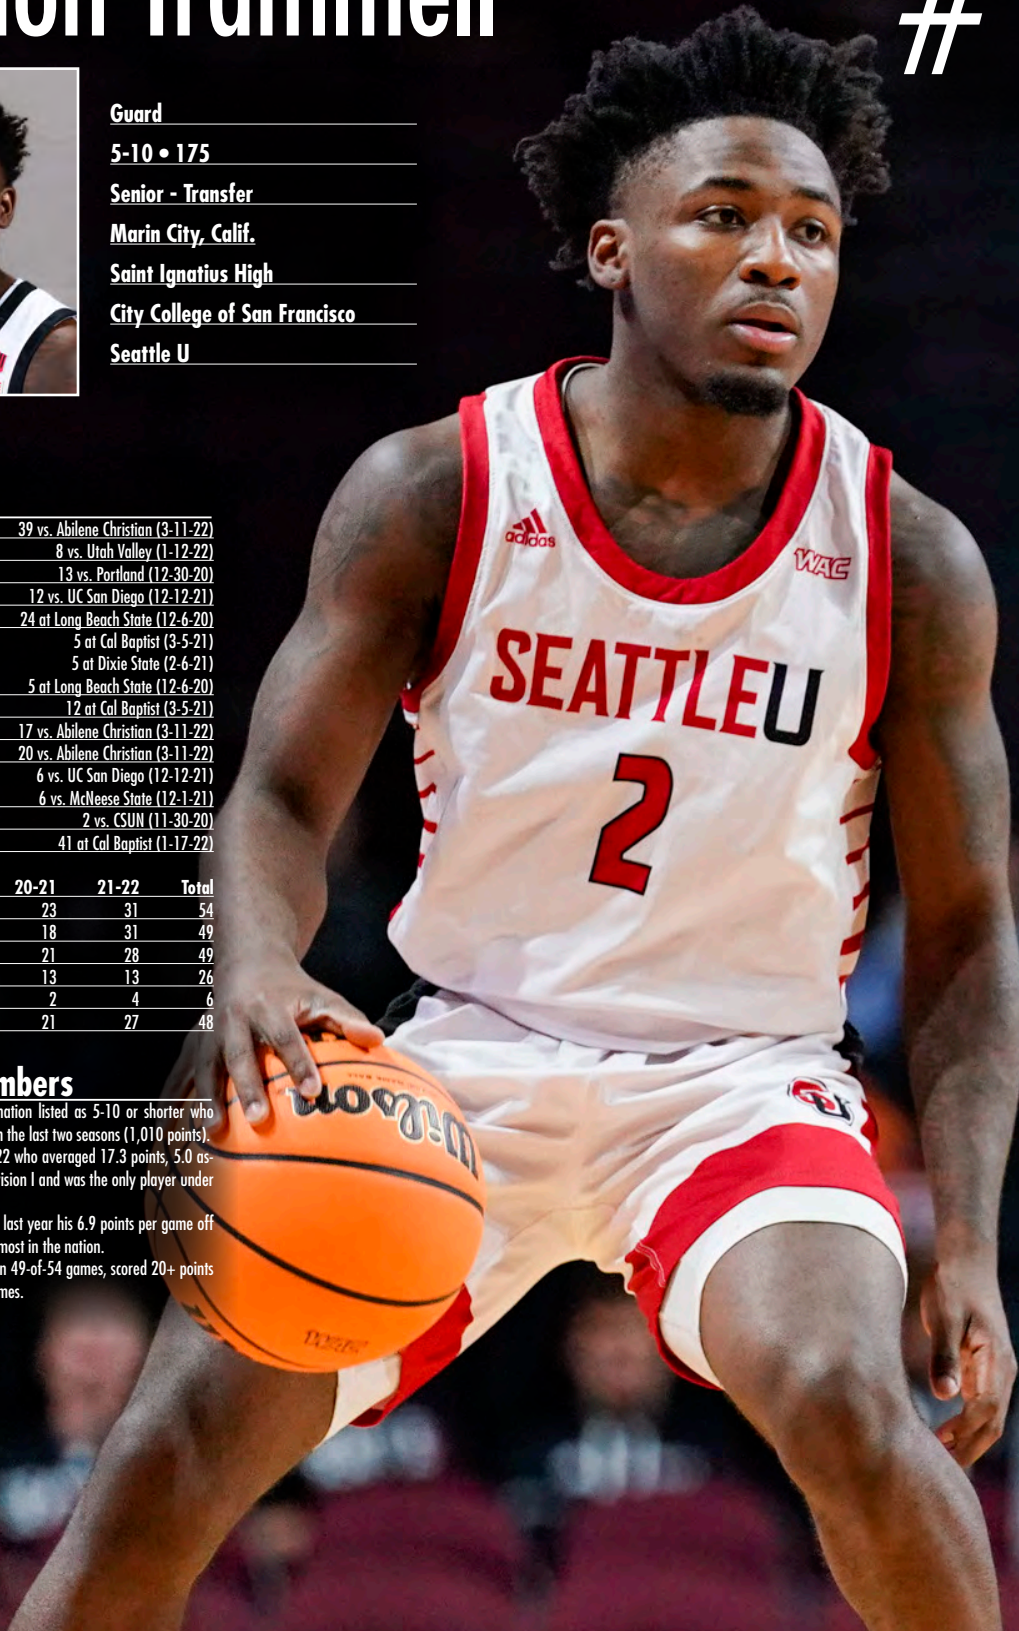 Trammell
#
Guard
5-10 • 175
Senior - Transfer
Marin City, Calif.
Saint Ignatius High
City College of San Francisco
Seattle U
39 vs. Abilene Christian (3-11-22)
8 vs. Utah Valley (1-12-22)
13 vs. Portland (12-30-20)
12 vs. UC San Diego (12-12-21)
24 at Long Beach State (12-6-20)
5 at Cal Baptist (3-5-21)
5 at Dixie State (2-6-21)
5 at Long Beach State (12-6-20)
12 at Cal Baptist (3-5-21)
17 vs. Abilene Christian (3-11-22)
20 vs. Abilene Christian (3-11-22)
6 vs. UC San Diego (12-12-21)
6 vs. McNeese State (12-1-21)
2 vs. CSUN (11-30-20)
41 at Cal Baptist (1-17-22)
20-21 21-22 Total
23 31 54
18 31 49
21 28 49
13 13 26
2 4 6
21 27 48
mbers
nation listed as 5-10 or shorter who
n the last two seasons (1,010 points).
22 who averaged 17.3 points, 5.0 as-
ision I and was the only player under
last year his 6.9 points per game off
most in the nation.
n 49-of-54 games, scored 20+ points
mes.
adidas
WAC
SEATTLEU
2
SU
Wilson
WAC